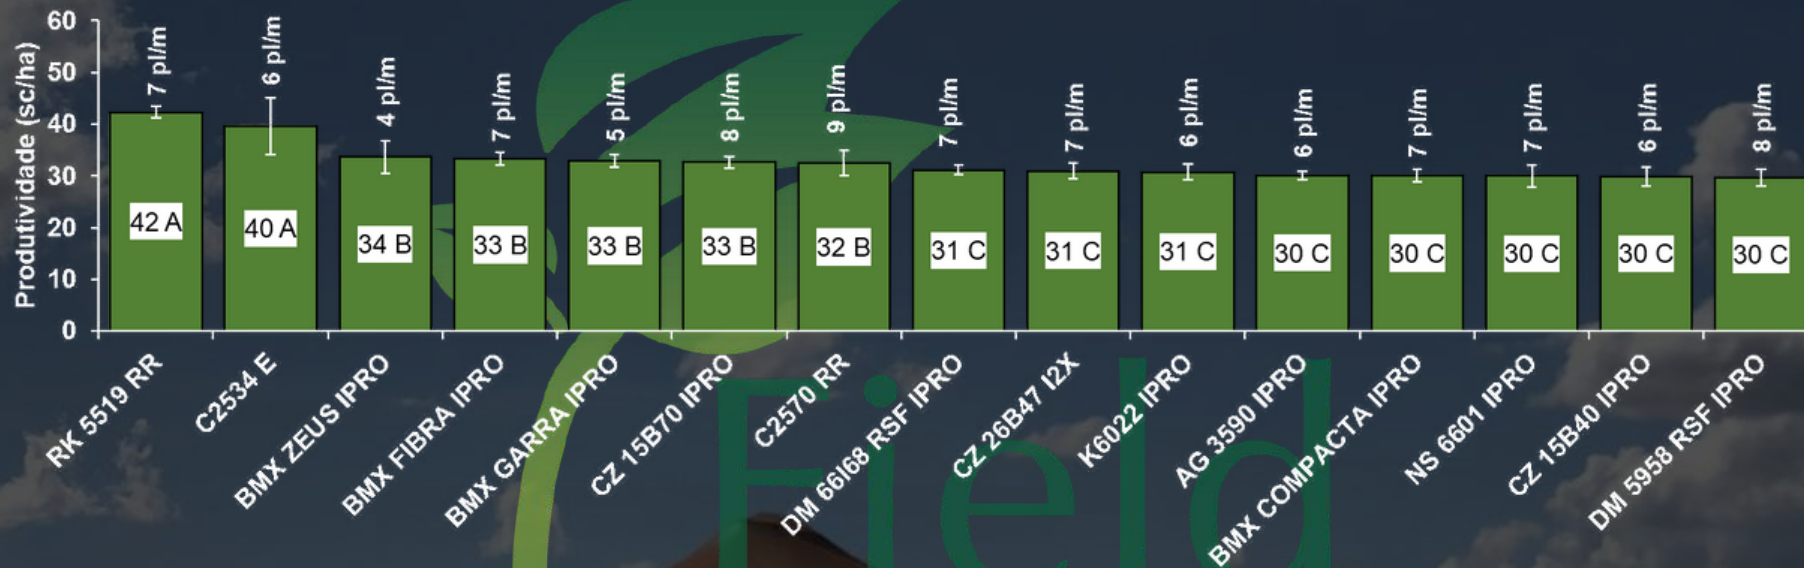 Produtividade (sc/ha)
60
50
40
30
20
10
0
7 pl/m
6 pl/m
4 pl/m
7 pl/m
5 pl/m
8 pl/m
9 pl/m
7 pl/m
7 pl/m
6 pl/m
6 pl/m
7 pl/m
7 pl/m
6 pl/m
8 pl/m
42 A
40 A
34 B
33 B
33 B
33 B
32 B
31 C
31 C
31 C
30 C
30 C
30 C
30 C
30 C
RK 5519 RR
C2534 E
BMX ZEUS IPRO
BMX FIBRA IPRO
BMX GARRA IPRO
CZ 15B70 IPRO
C2570 RR
DM 66I68 RSF IPRO
CZ 26B47 I2X
K6022 IPRO
AG 3590 IPRO
BMX COMPACTA IPRO
NS 6601 IPRO
CZ 15B40 IPRO
DM 5958 RSF IPRO
Field